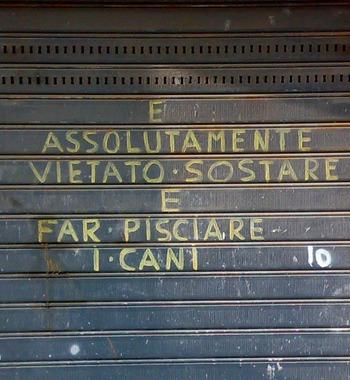 E
ASSOLUTAMENTE
VIETATO·SOSTARE
E
FAR·PISCIARE
I·CANI
10